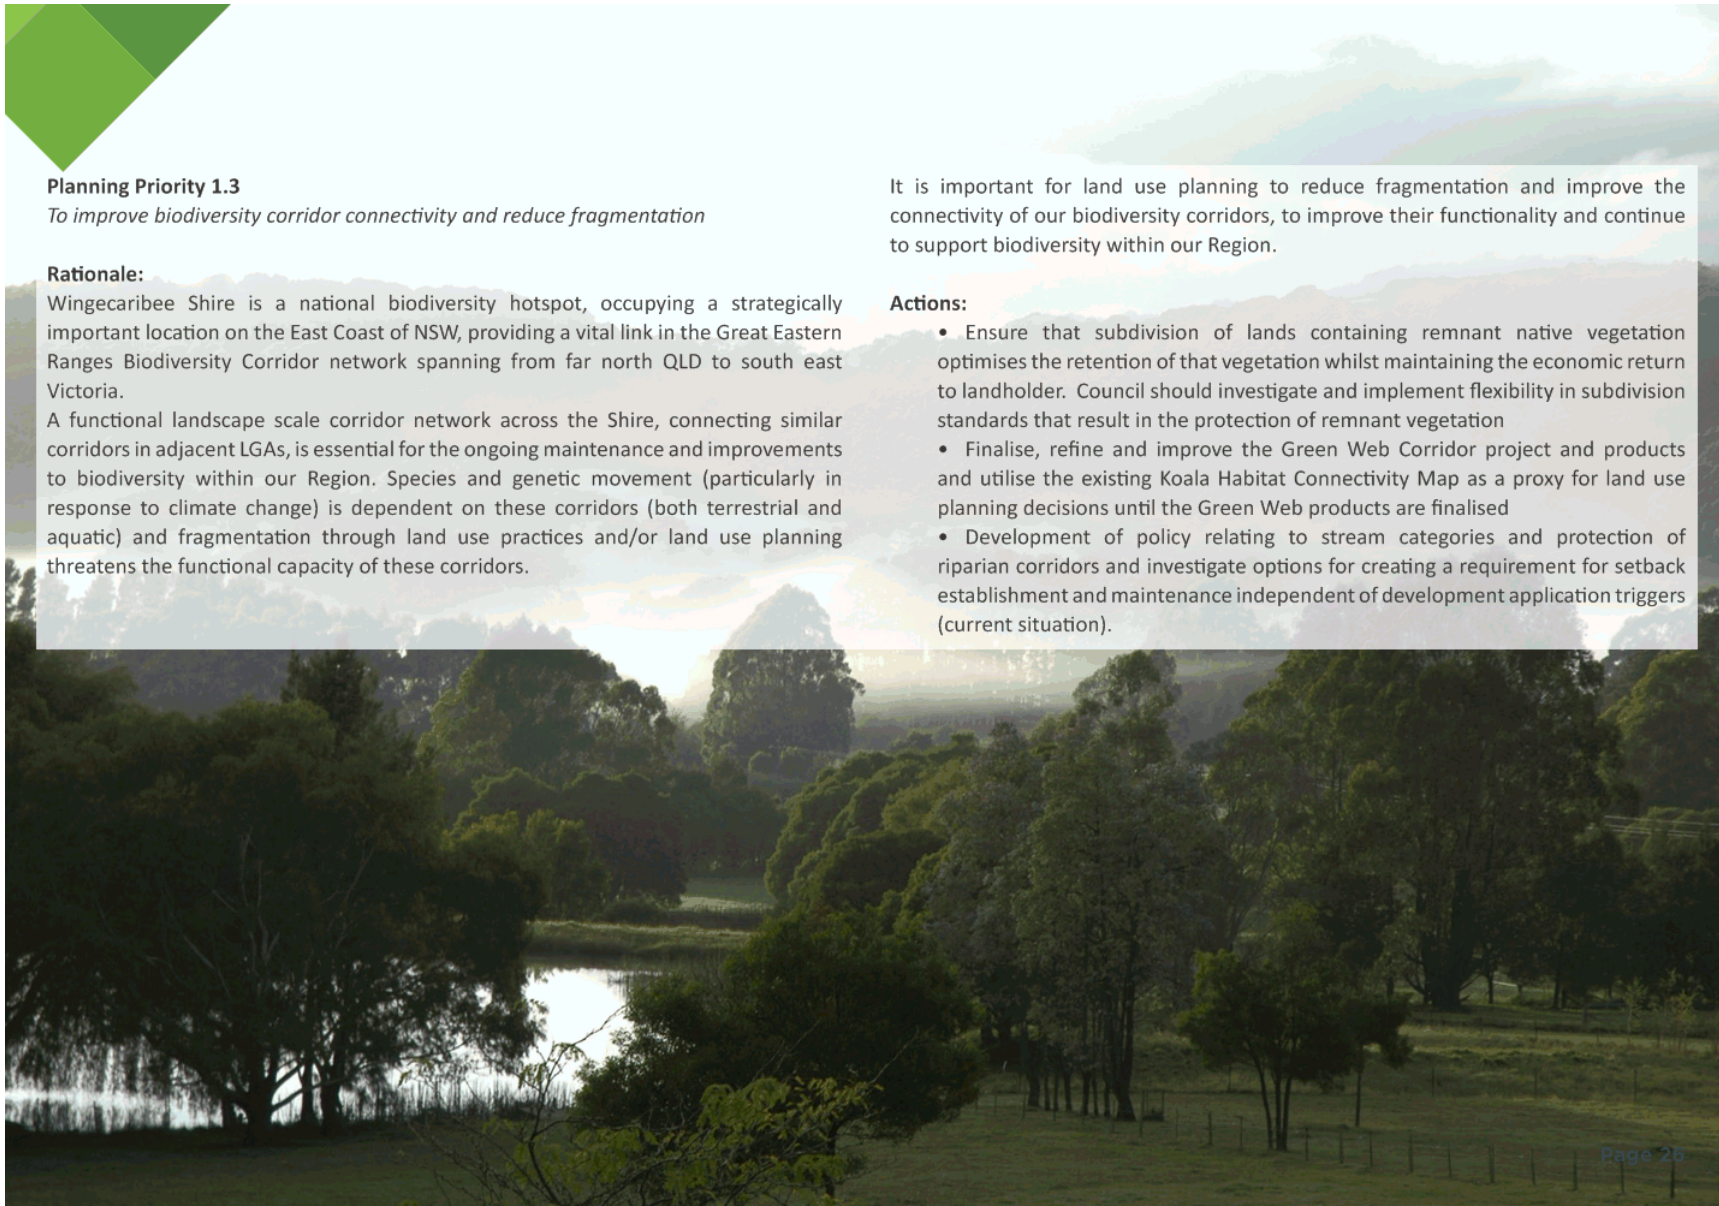 Planning Priority 1.3
To improve biodiversity corridor connectivity and reduce fragmentation
Rationale:
Wingecaribee Shire is a national biodiversity hotspot, occupying a strategically
important location on the East Coast of NSW, providing a vital link in the Great Eastern
Ranges Biodiversity Corridor network spanning from far north QLD to south east
Victoria.
A functional landscape scale corridor network across the Shire, connecting similar
corridors in adjacent LGAs, is essential for the ongoing maintenance and improvements
to biodiversity within our Region. Species and genetic movement (particularly in
response to climate change) is dependent on these corridors (both terrestrial and
aquatic) and fragmentation through land use practices and/or land use planning
threatens the functional capacity of these corridors.
It is important for land use planning to reduce fragmentation and improve the
connectivity of our biodiversity corridors, to improve their functionality and continue
to support biodiversity within our Region.
Actions:
• Ensure that subdivision of lands containing remnant native vegetation
optimises the retention of that vegetation whilst maintaining the economic return
to landholder. Council should investigate and implement flexibility in subdivision
standards that result in the protection of remnant vegetation
• Finalise, refine and improve the Green Web Corridor project and products
and utilise the existing Koala Habitat Connectivity Map as a proxy for land use
planning decisions until the Green Web products are finalised
• Development of policy relating to stream categories and protection of
riparian corridors and investigate options for creating a requirement for setback
establishment and maintenance independent of development application triggers
(current situation).
Page 26